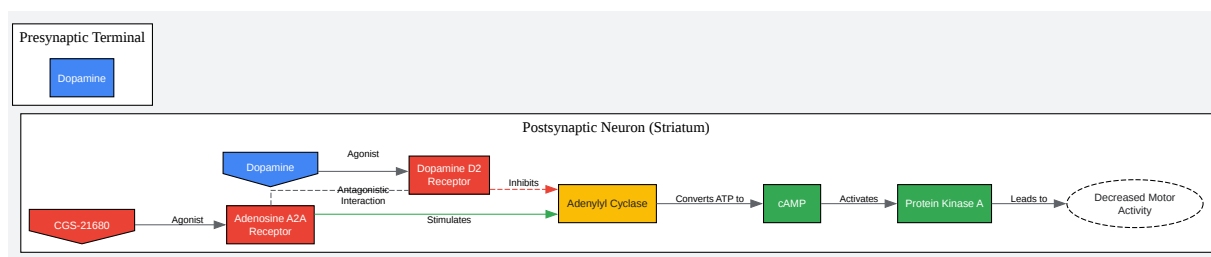 Presynaptic Terminal
Dopamine
Postsynaptic Neuron (Striatum)
Dopamine
Agonist
Dopamine D2
Receptor
Antagonistic
Interaction
Inhibits
CGS-21680
Agonist
Adenosine A2A
Receptor
Stimulates
Adenylyl Cyclase
Converts ATP to
cAMP
Activates
Protein Kinase A
Leads to
Decreased Motor
Activity